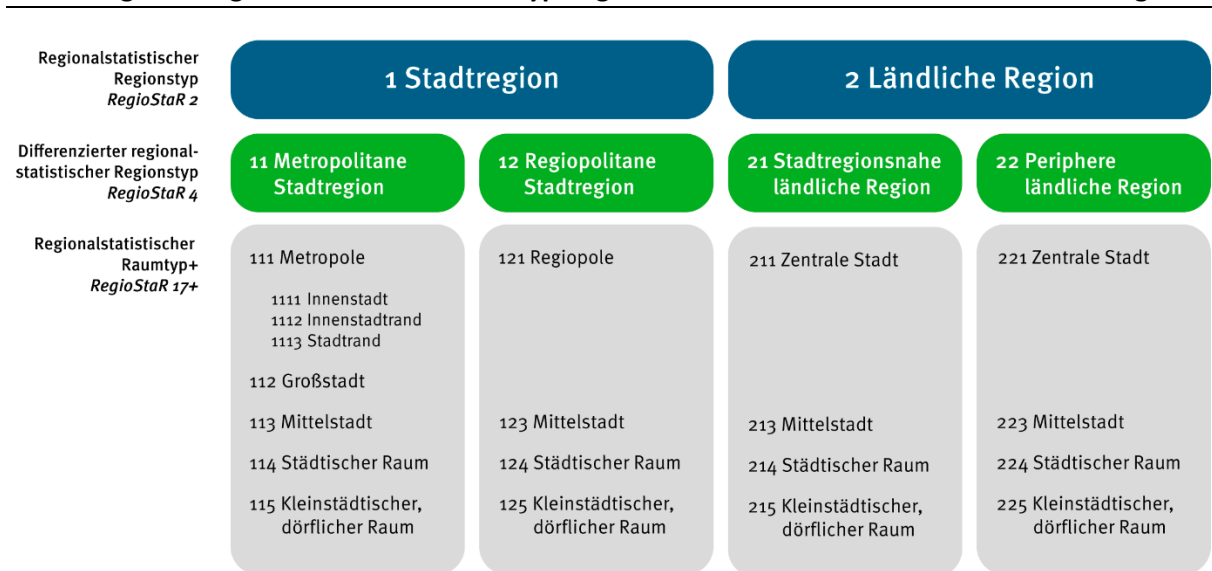 Regionalstatistischer
Regionstyp
RegioStaR 2
1 Stadtregion
2 Ländliche Region
Differenzierter regional-
statistischer Regionstyp
RegioStaR 4
11 Metropolitane
Stadtregion
12 Regiopolitane
Stadtregion
21 Stadtregionsnahe
ländliche Region
22 Periphere
ländliche Region
Regionalstatistischer
Raumtyp+
RegioStaR 17+
111 Metropole
1111 Innenstadt
1112 Innenstadtrand
1113 Stadtrand
112 Großstadt
113 Mittelstadt
114 Städtischer Raum
115 Kleinstädtischer,
dörflicher Raum
121 Regiopole
123 Mittelstadt
124 Städtischer Raum
125 Kleinstädtischer,
dörflicher Raum
211 Zentrale Stadt
213 Mittelstadt
214 Städtischer Raum
215 Kleinstädtischer,
dörflicher Raum
221 Zentrale Stadt
223 Mittelstadt
224 Städtischer Raum
225 Kleinstädtischer,
dörflicher Raum